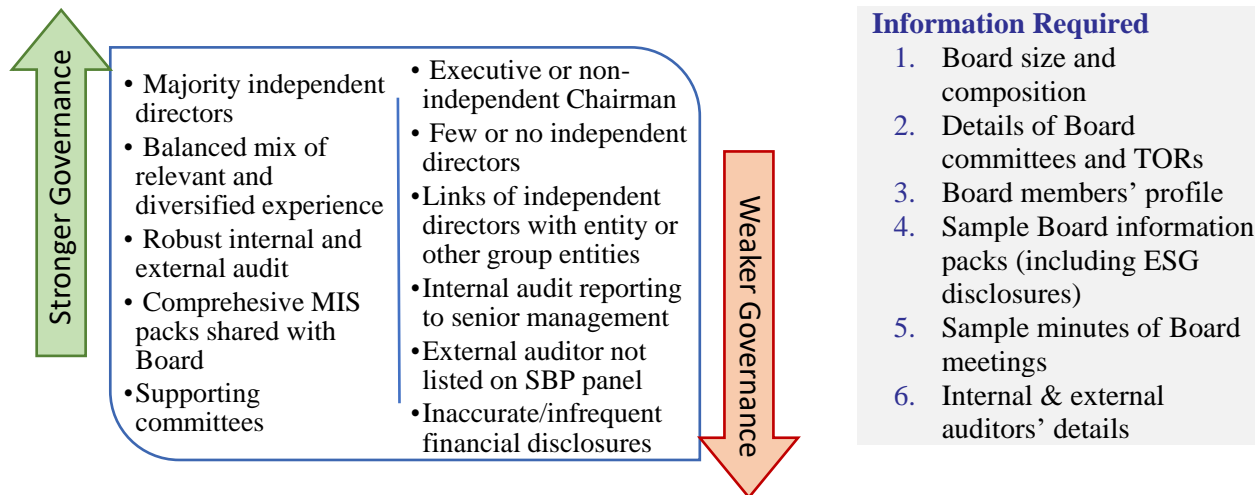 Stronger Governance
• Majority independent
directors
• Balanced mix of
relevant and
diversified experience
• Robust internal and
external audit
• Comprehesive MIS
packs shared with
Board
•Supporting
committees
• Executive or non-
independent Chairman
• Few or no independent
directors
•Links of independent
directors with entity or
other group entities
•Internal audit reporting
to senior management
•External auditor not
listed on SBP panel
•Inaccurate/infrequent
financial disclosures
Weaker Governance
Information Required
1. Board size and
composition
2. Details of Board
committees and TORs
3. Board members’ profile
4. Sample Board information
packs (including ESG
disclosures)
5. Sample minutes of Board
meetings
6. Internal & external
auditors’ details